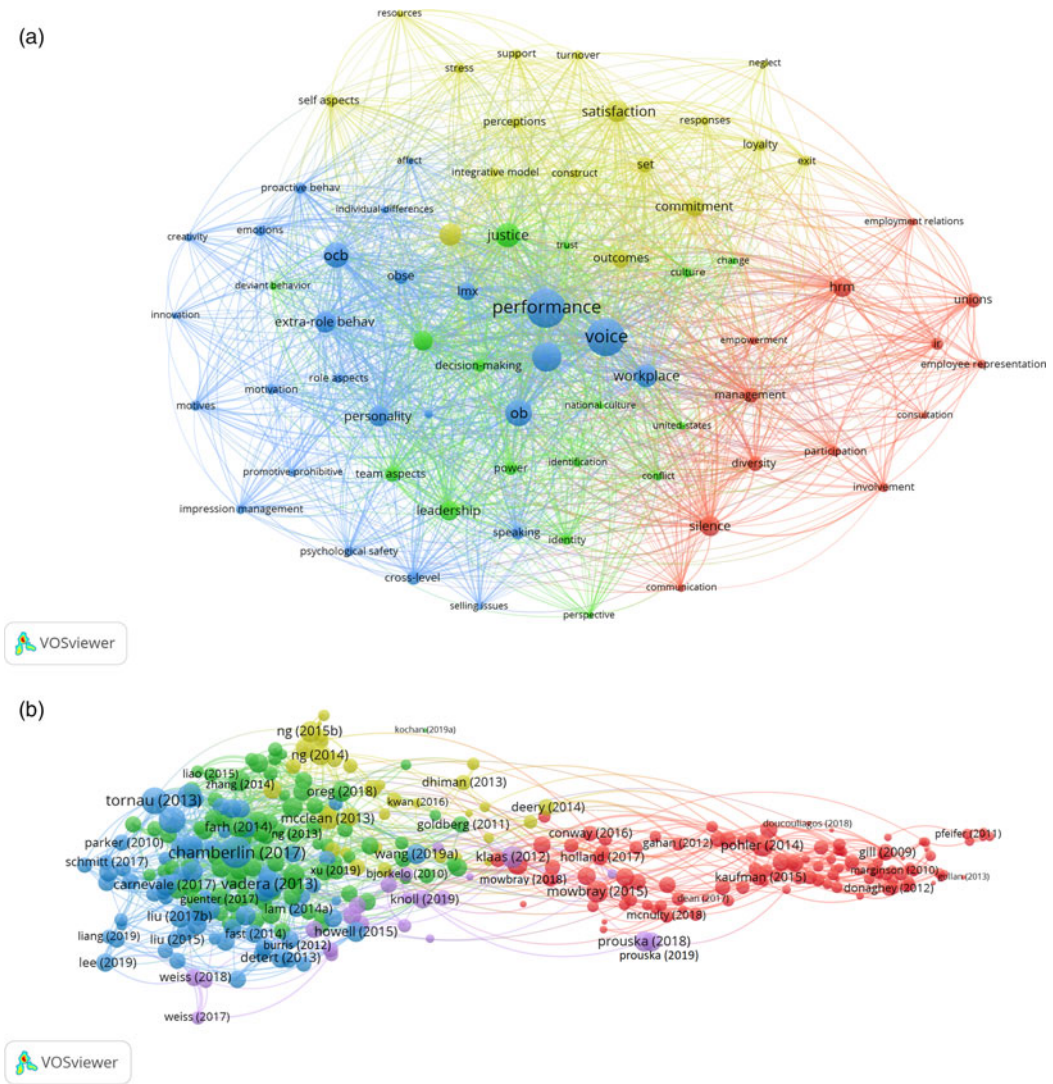 (a)
resources
support
turnover
stress
neglect
self aspects
satisfaction
perceptions
responses
loyalty
affect
integrative model
construct
set
exit
proactive behav
individual-differences
commitment
creativity
emotions
justice
trust
employment relations
ocb
outcomes
change
deviant behavior
obse
lmx
culture
hrm
innovation
performance
unions
extra-role behav
voice
empowerment
ir
decision-making
employee representation
motivation
role aspects
workplace
management
motives
personality
ob
national culture
consultation
united-states
participation
promotive-prohibitive
team aspects
power
identification
conflict
diversity
involvement
impression management
leadership
speaking
silence
psychological safety
identity
cross-level
communication
selling issues
perspective
VOSviewer
(b)
ng (2015b)
kochan (2019a)
ng (2014)
liao (2015)
zhang (2014)
oreg (2018)
dhiman (2013)
tornau (2013)
kwan (2016)
deery (2014)
mcclean (2013)
goldberg (2011)
doucouliagos (2018)
farh (2014)
ng (2013)
conway (2016)
pfeifer (2011)
parker (2010)
gahan (2012)
pohler (2014)
chamberlin (2017)
wang (2019a)
klaas (2012)
holland (2017)
gill (2009)
schmitt (2017)
xu (2019)
bjorkelo (2010)
marginson (2010)
carnevale (2017)
vadera (2013)
mowbray (2018)
kaufman (2015)
donaghey (2012)
mowbray (2015)
guenter (2017)
knoll (2019)
dean (2017)
liu (2017b)
lam (2014a)
mcnulty (2018)
liang (2019)
liu (2015)
fast (2014)
howell (2015)
burris (2012)
prouska (2018)
lee (2019)
detert (2013)
prouska (2019)
weiss (2018)
weiss (2017)
VOSviewer